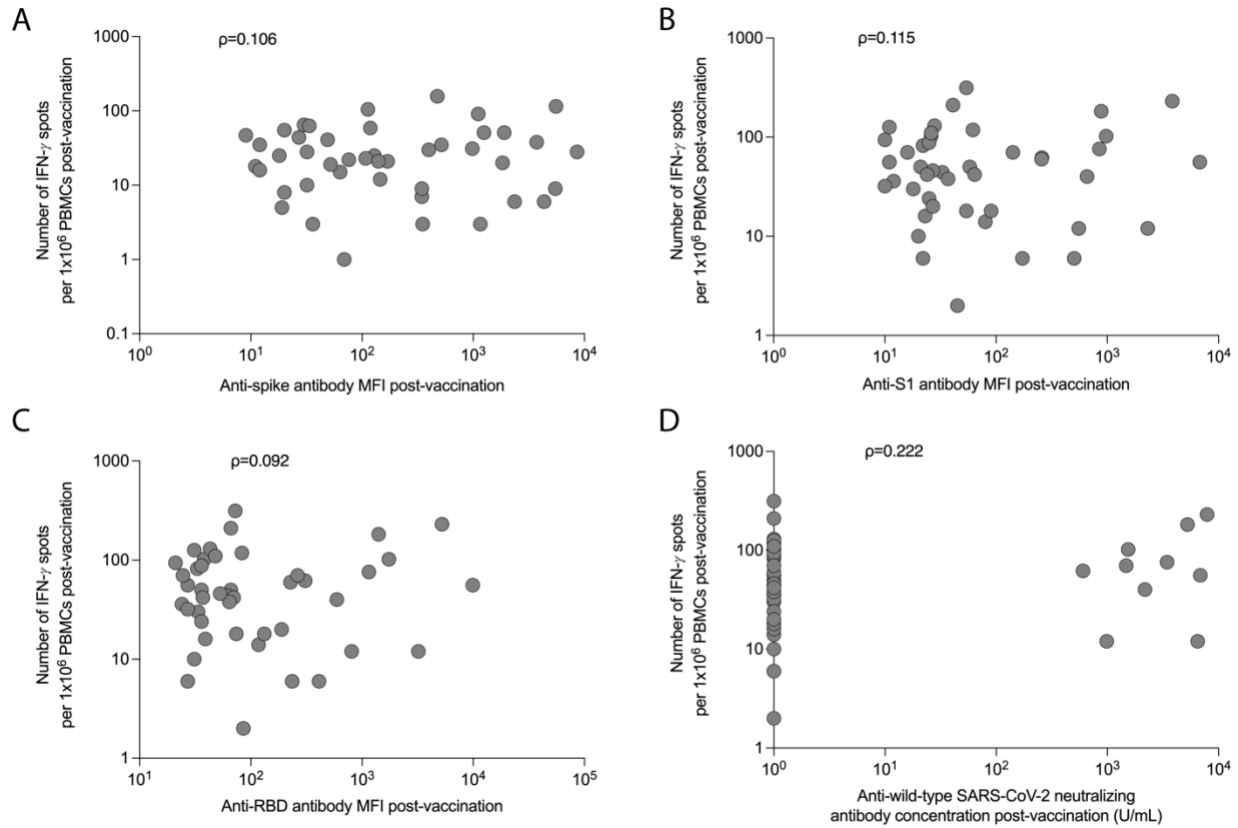 A
ρ=0.106
1000
100
10
1
0.1
Number of IFN-γ spots
per 1x10⁶ PBMCs post-vaccination
10⁰ 10¹ 10² 10³ 10⁴
Anti-spike antibody MFI post-vaccination
B
ρ=0.115
1000
100
10
1
Number of IFN-γ spots
per 1x10⁶ PBMCs post-vaccination
10⁰ 10¹ 10² 10³ 10⁴
Anti-S1 antibody MFI post-vaccination
C
ρ=0.092
1000
100
10
1
Number of IFN-γ spots
per 1x10⁶ PBMCs post-vaccination
10¹ 10² 10³ 10⁴ 10⁵
Anti-RBD antibody MFI post-vaccination
D
ρ=0.222
1000
100
10
1
Number of IFN-γ spots
per 1x10⁶ PBMCs post-vaccination
10⁰ 10¹ 10² 10³ 10⁴
Anti-wild-type SARS-CoV-2 neutralizing
antibody concentration post-vaccination (U/mL)